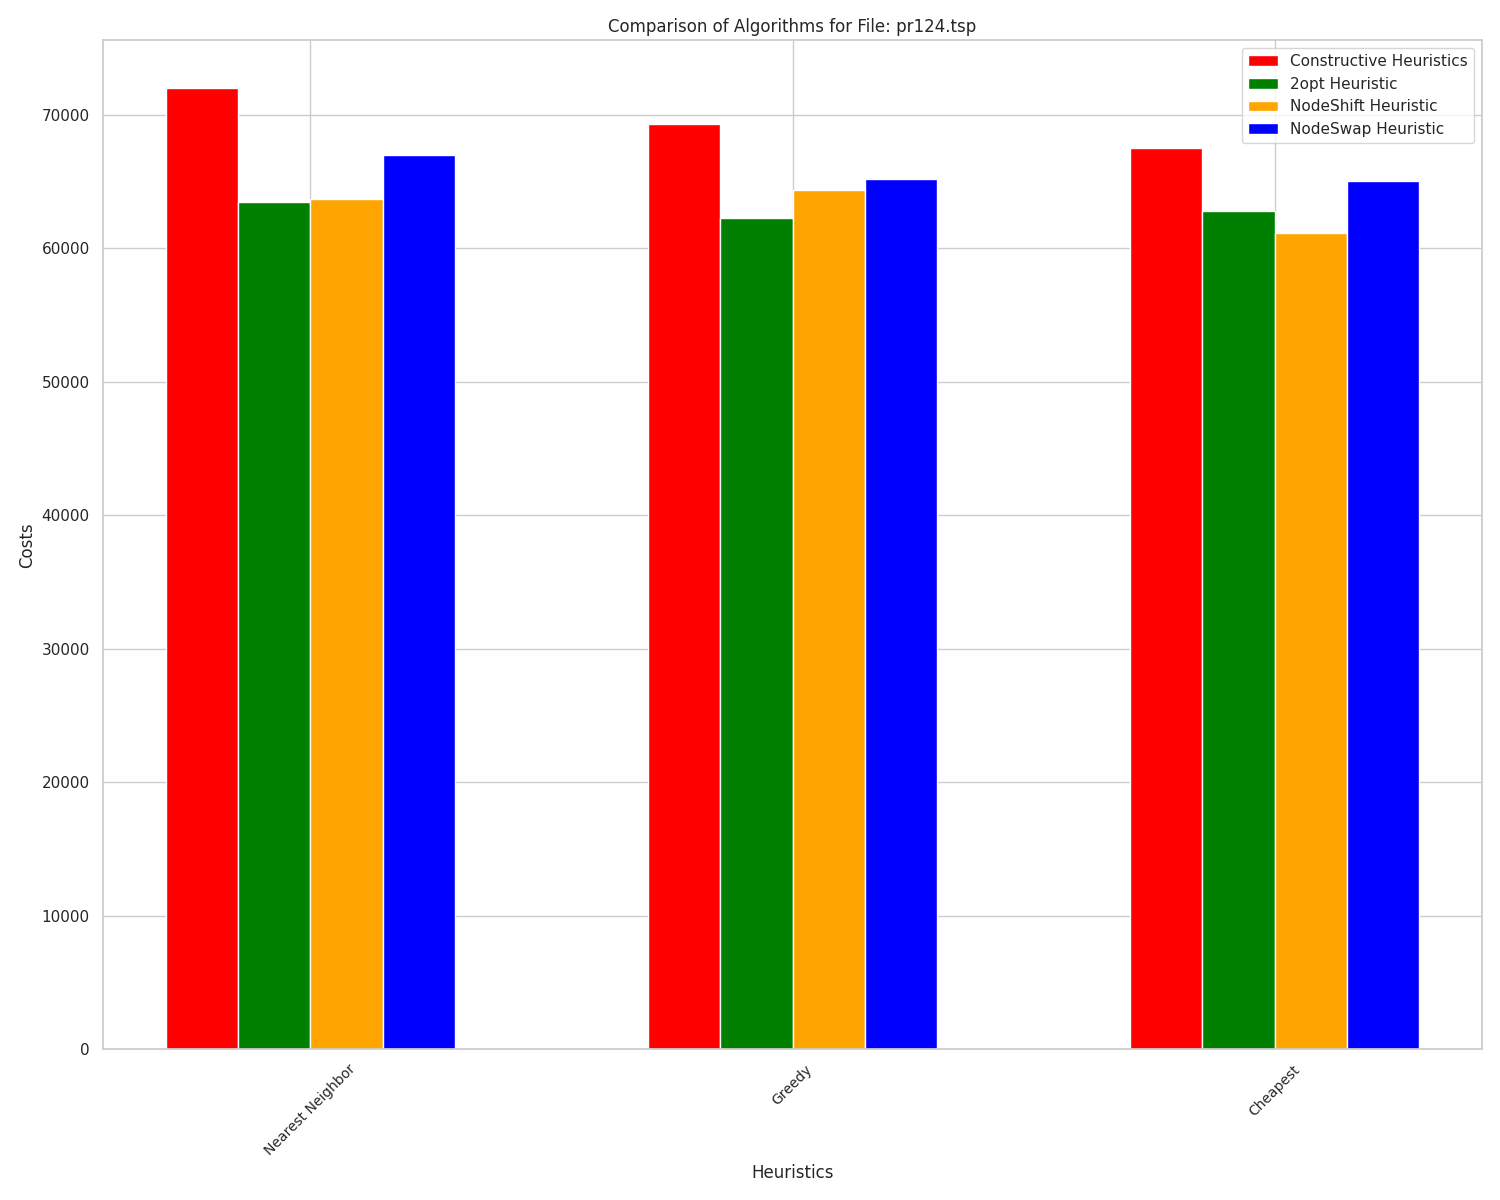 Comparison of Algorithms for File: pr124.tsp
Constructive Heuristics
2opt Heuristic
NodeShift Heuristic
NodeSwap Heuristic
Costs
70000
60000
50000
40000
30000
20000
10000
0
Nearest Neighbor
Greedy
Cheapest
Heuristics